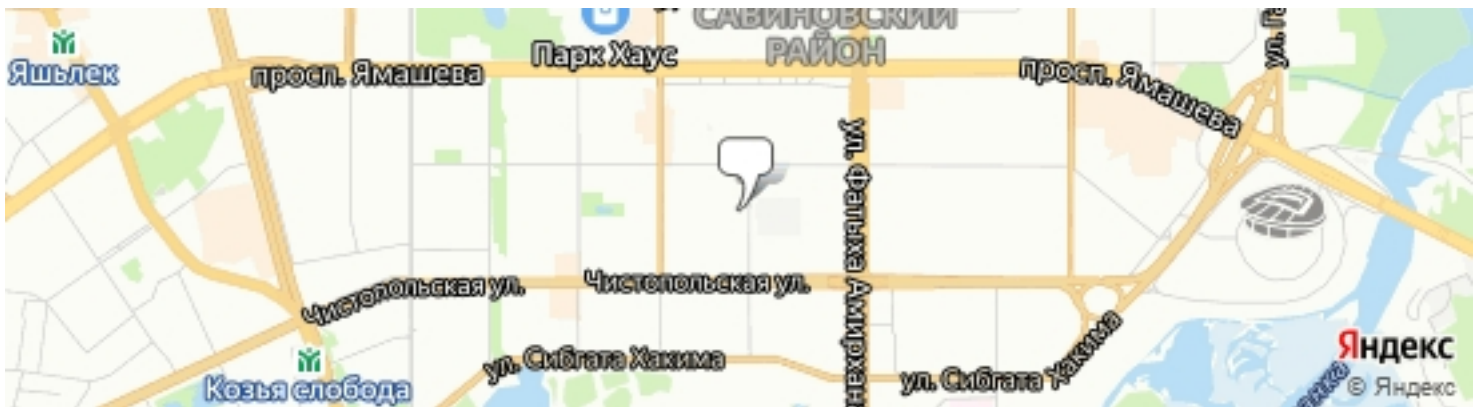 САВИНОВСКИЙ
РАЙОН
Парк Хаус
Яшьлек
просп. Ямашева
просп. Ямашева
ул. Фатыха Амирхан
Чистопольская ул.
Чистопольская ул.
ул. Сибгата Хакима
ул. Сибгата Хакима
Козья слобода
Яндекс
© Яндекс